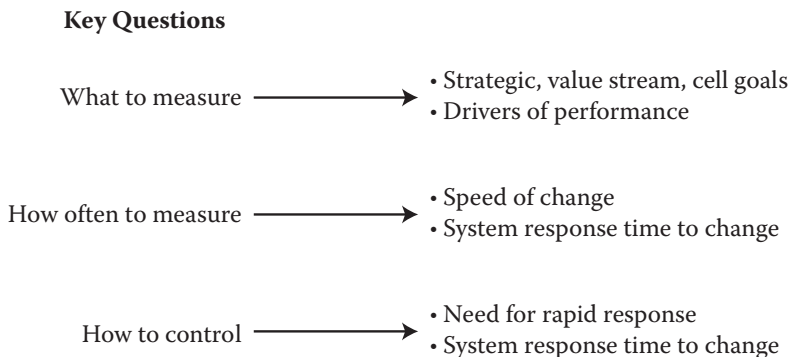 Key Questions
What to measure
• Strategic, value stream, cell goals
• Drivers of performance
How often to measure
• Speed of change
• System response time to change
How to control
• Need for rapid response
• System response time to change